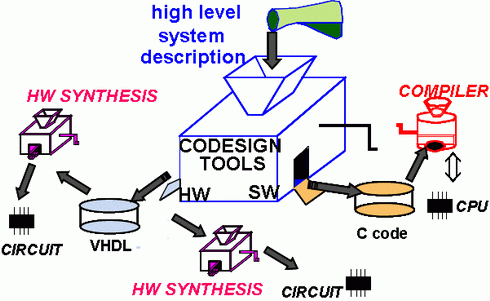 high level
system
description
HW SYNTHESIS
COMPILER
CODESIGN
TOOLS
HW SW
CIRCUIT
VHDL
C code
CPU
HW SYNTHESIS
CIRCUIT